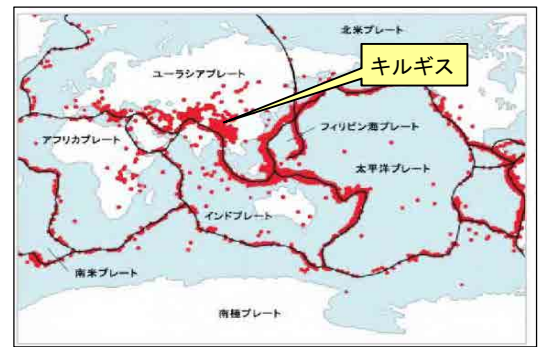 北米プレート
キルギス
ユーラシアプレート
フィリピン海プレート
アフリカプレート
太平洋プレート
インドプレート
南米プレート
南極プレート